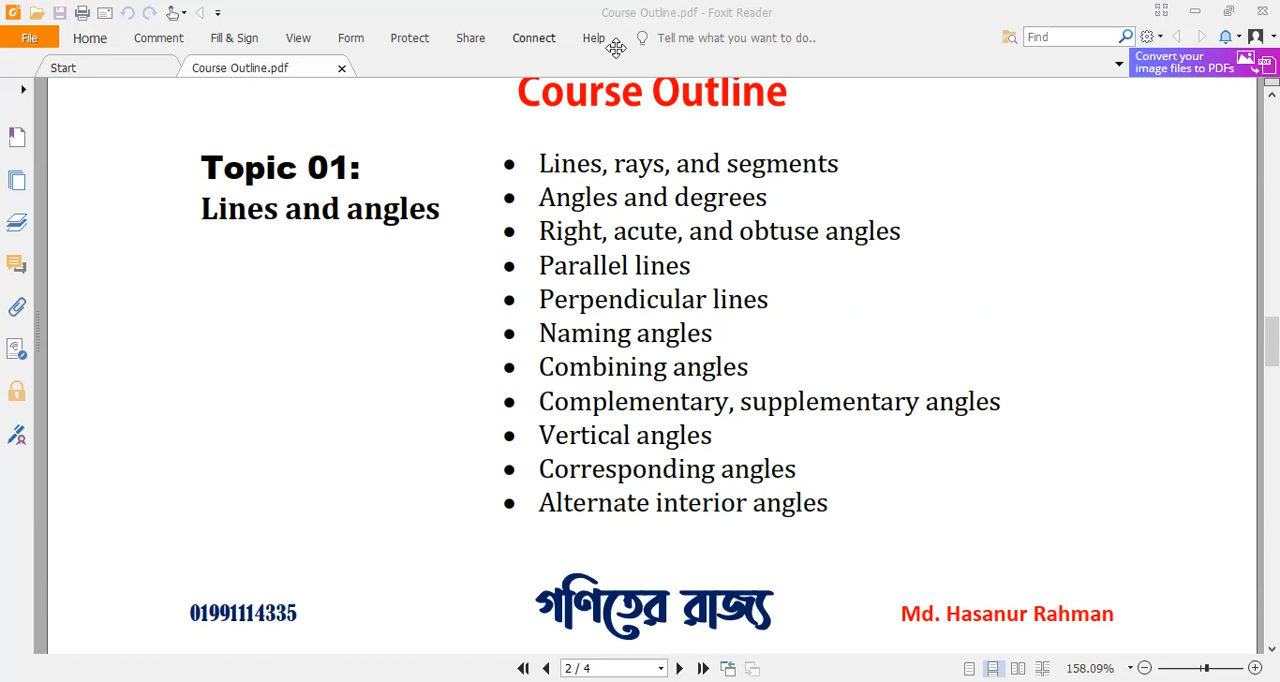 Course Outline.pdf - Foxit Reader
File Home Comment Fill & Sign View Form Protect Share Connect Help Tell me what you want to do.. Find
Start Course Outline.pdf
Convert your
image files to PDFs
Course Outline
Topic 01:
Lines and angles
• Lines, rays, and segments
• Angles and degrees
• Right, acute, and obtuse angles
• Parallel lines
• Perpendicular lines
• Naming angles
• Combining angles
• Complementary, supplementary angles
• Vertical angles
• Corresponding angles
• Alternate interior angles
01991114335 গণিতের রাজ্য Md. Hasanur Rahman
2 / 4 158.09%